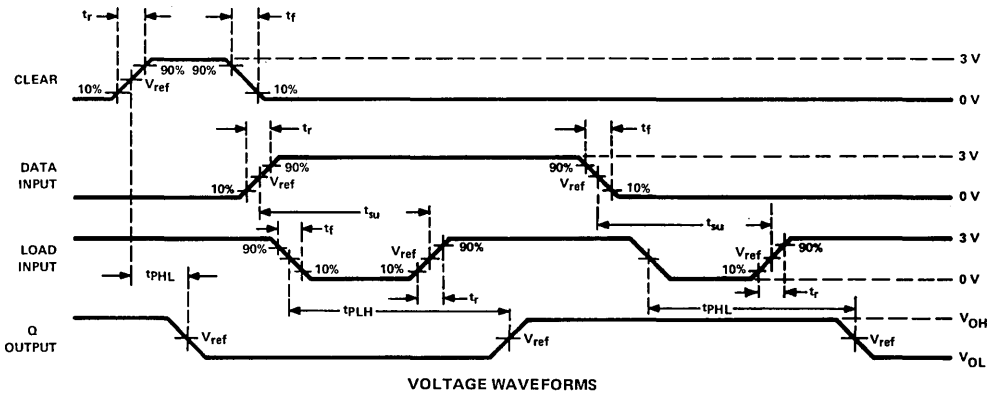 tr tf
CLEAR 10% Vref 90% 90% 10% 3 V
0 V
tr tf
DATA INPUT 10% Vref 90% 90% Vref 10% 3 V
0 V
tsu tsu
LOAD INPUT 90% tf 10% 10% Vref 90% Vref 10% 90% 3 V
0 V
tPHL tr tr
tPLH tPHL
Q OUTPUT Vref Vref Vref VOH
VOL
VOLTAGE WAVEFORMS